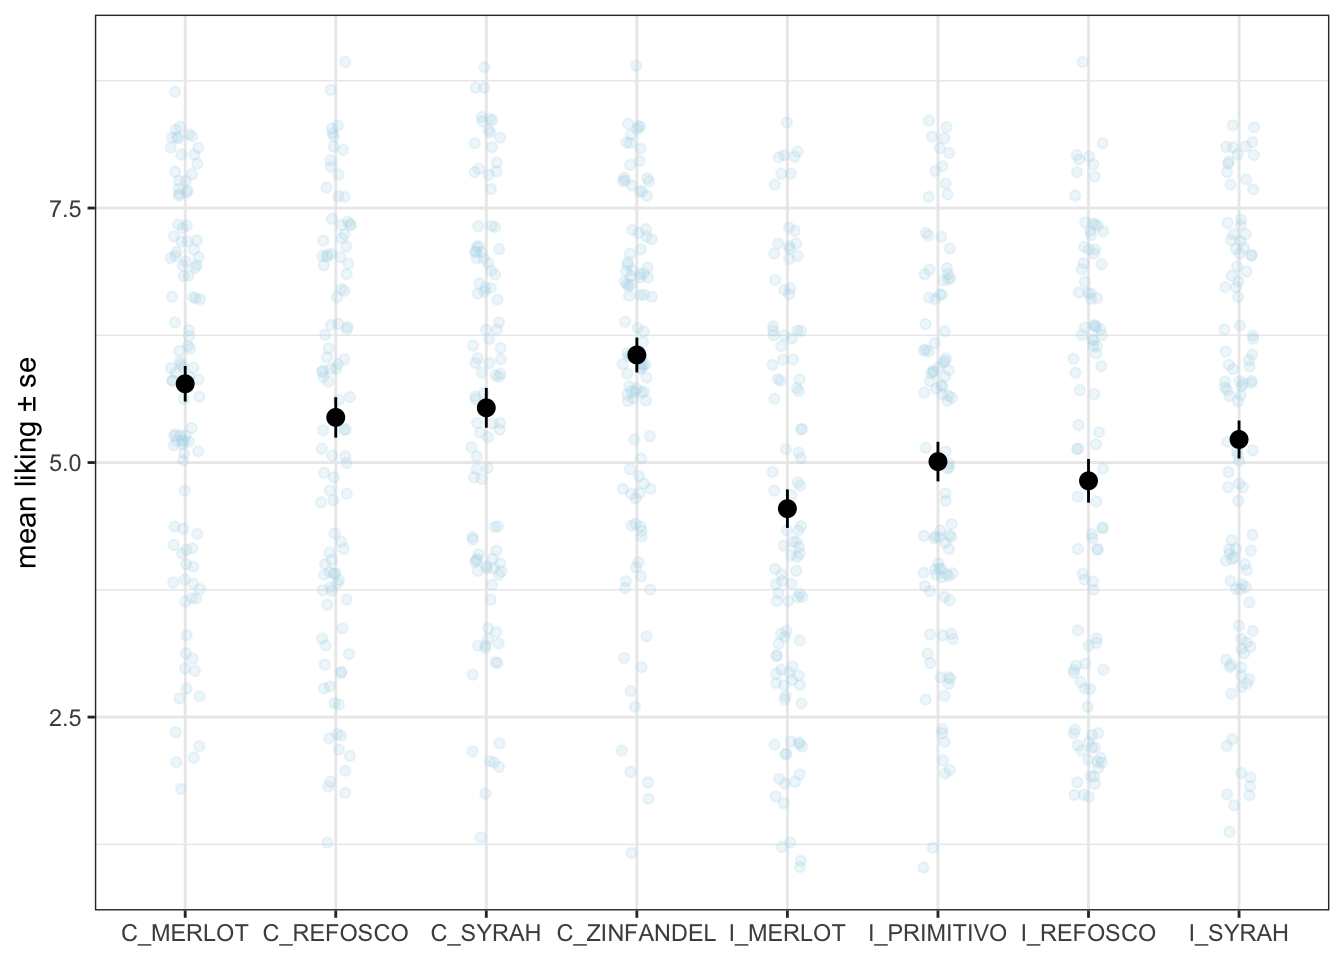 mean liking ± se
7.5
5.0
2.5
C_MERLOT C_REFOSCO C_SYRAH C_ZINFANDEL I_MERLOT I_PRIMITIVO I_REFOSCO I_SYRAH